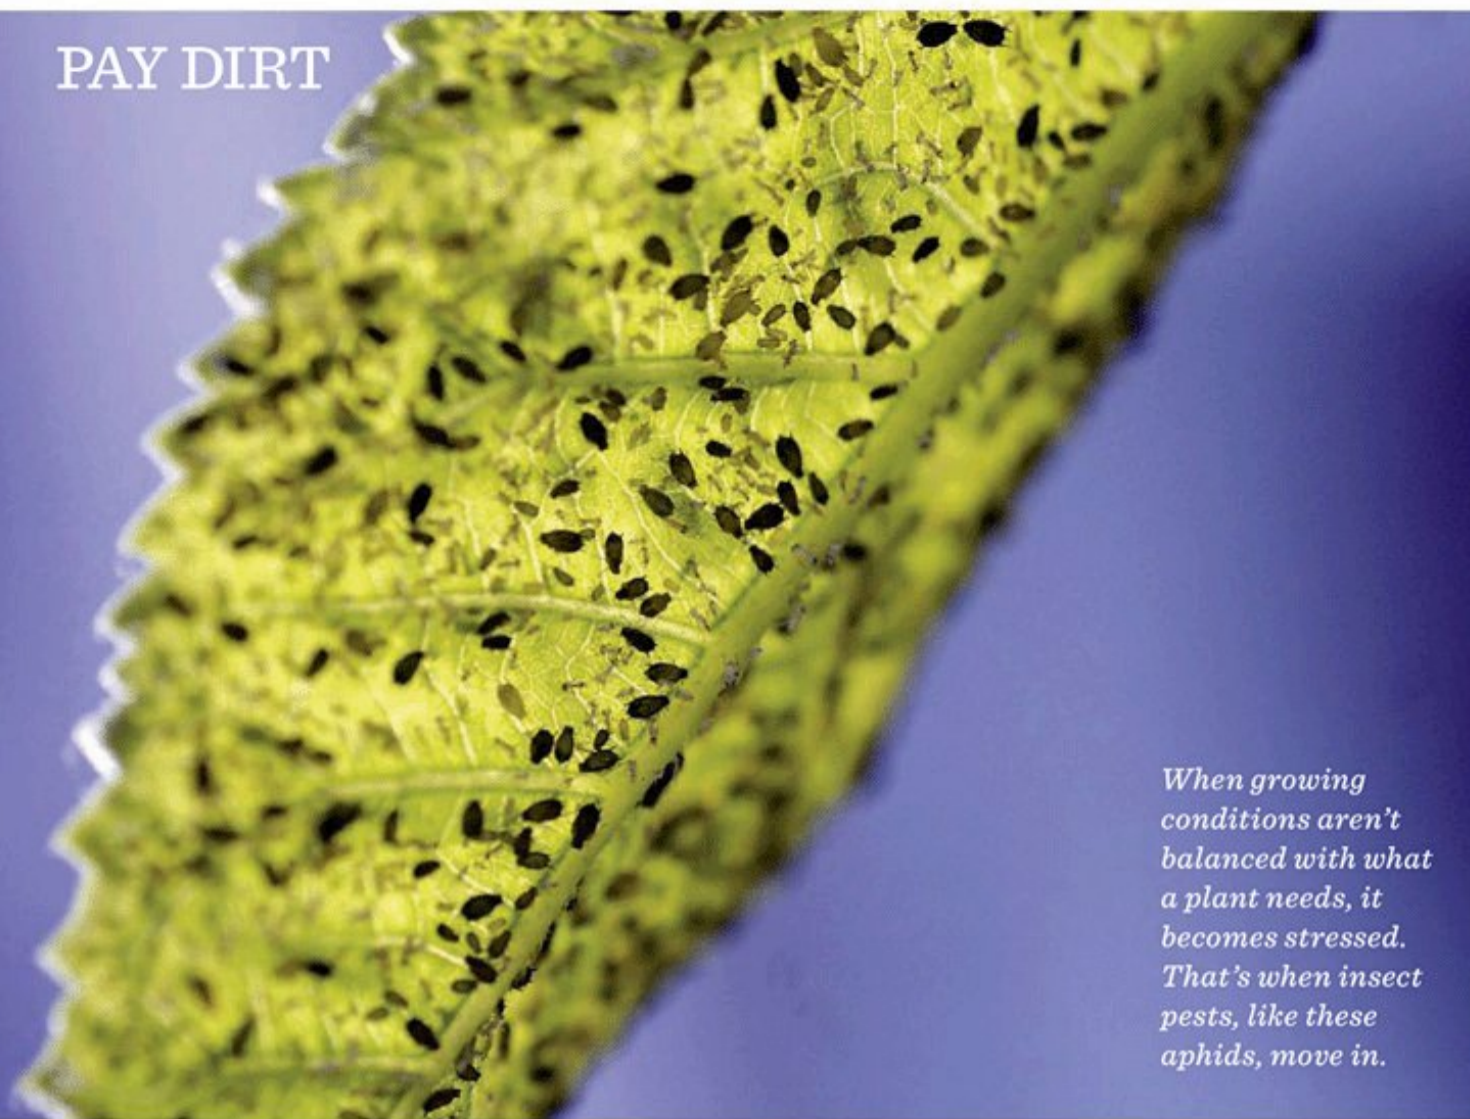 PAY DIRT
When growing
conditions aren't
balanced with what
a plant needs, it
becomes stressed.
That's when insect
pests, like these
aphids, move in.